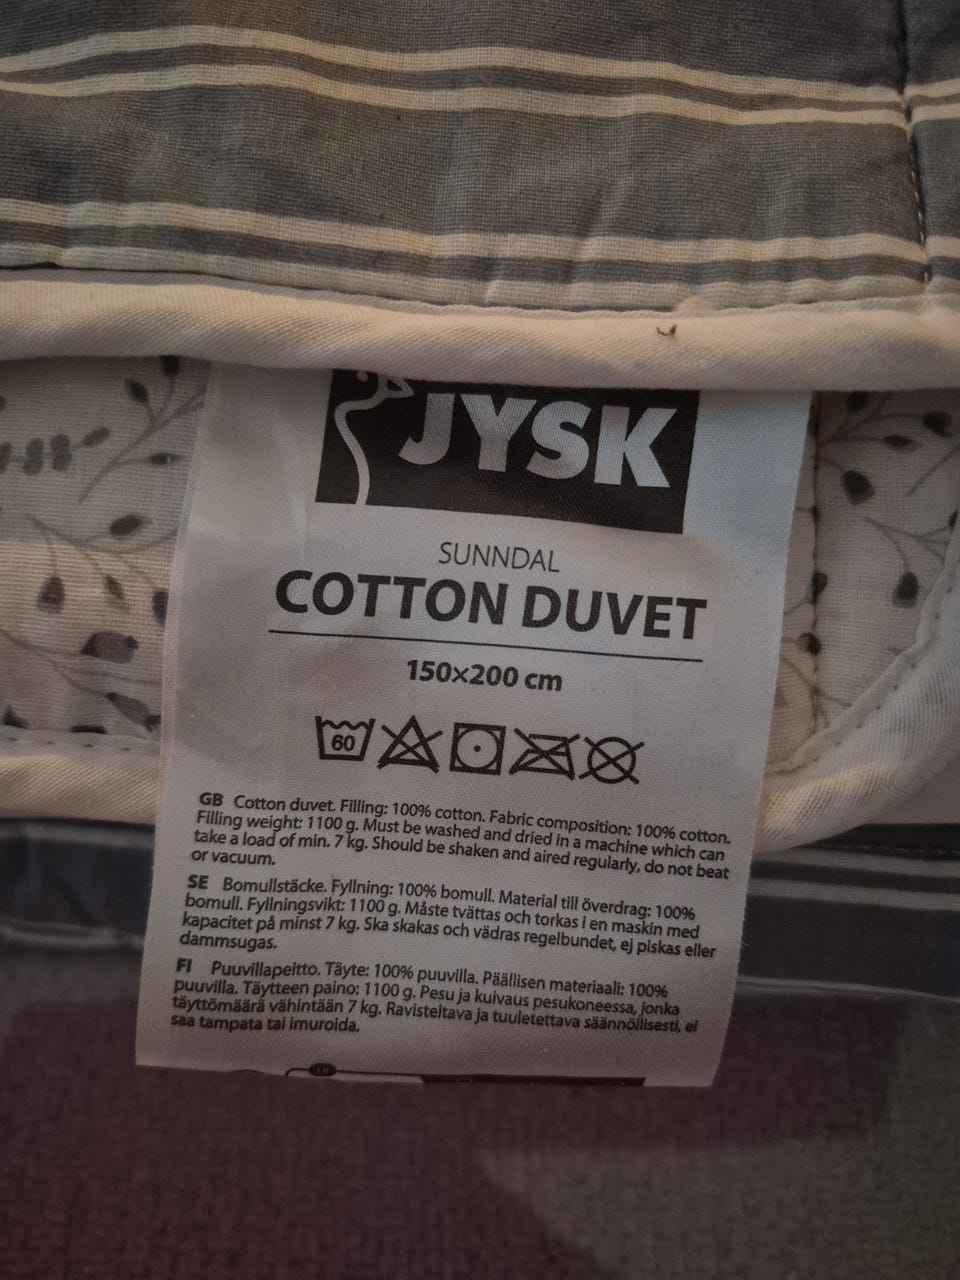 JYSK
SUNNDAL
COTTON DUVET
150×200 cm
60
GB Cotton duvet. Filling: 100% cotton. Fabric composition: 100% cotton.
Filling weight: 1100 g. Must be washed and dried in a machine which can
take a load of min. 7 kg. Should be shaken and aired regularly, do not beat
or vacuum.
SE Bomullstäcke. Fyllning: 100% bomull. Material till överdrag: 100%
bomull. Fyllningsvikt: 1100 g. Måste tvättas och torkas i en maskin med
kapacitet på minst 7 kg. Ska skakas och vädras regelbundet, ej piskas eller
dammsugas.
FI Puuvillapeitto. Täyte: 100% puuvilla. Päällisen materiaali: 100%
puuvilla. Täytteen paino: 1100 g. Pesu ja kuivaus pesukoneessa, jonka
täyttömäärä vähintään 7 kg. Ravisteltava ja tuuletettava säännöllisesti, ei
saa tampata tai imuroida.